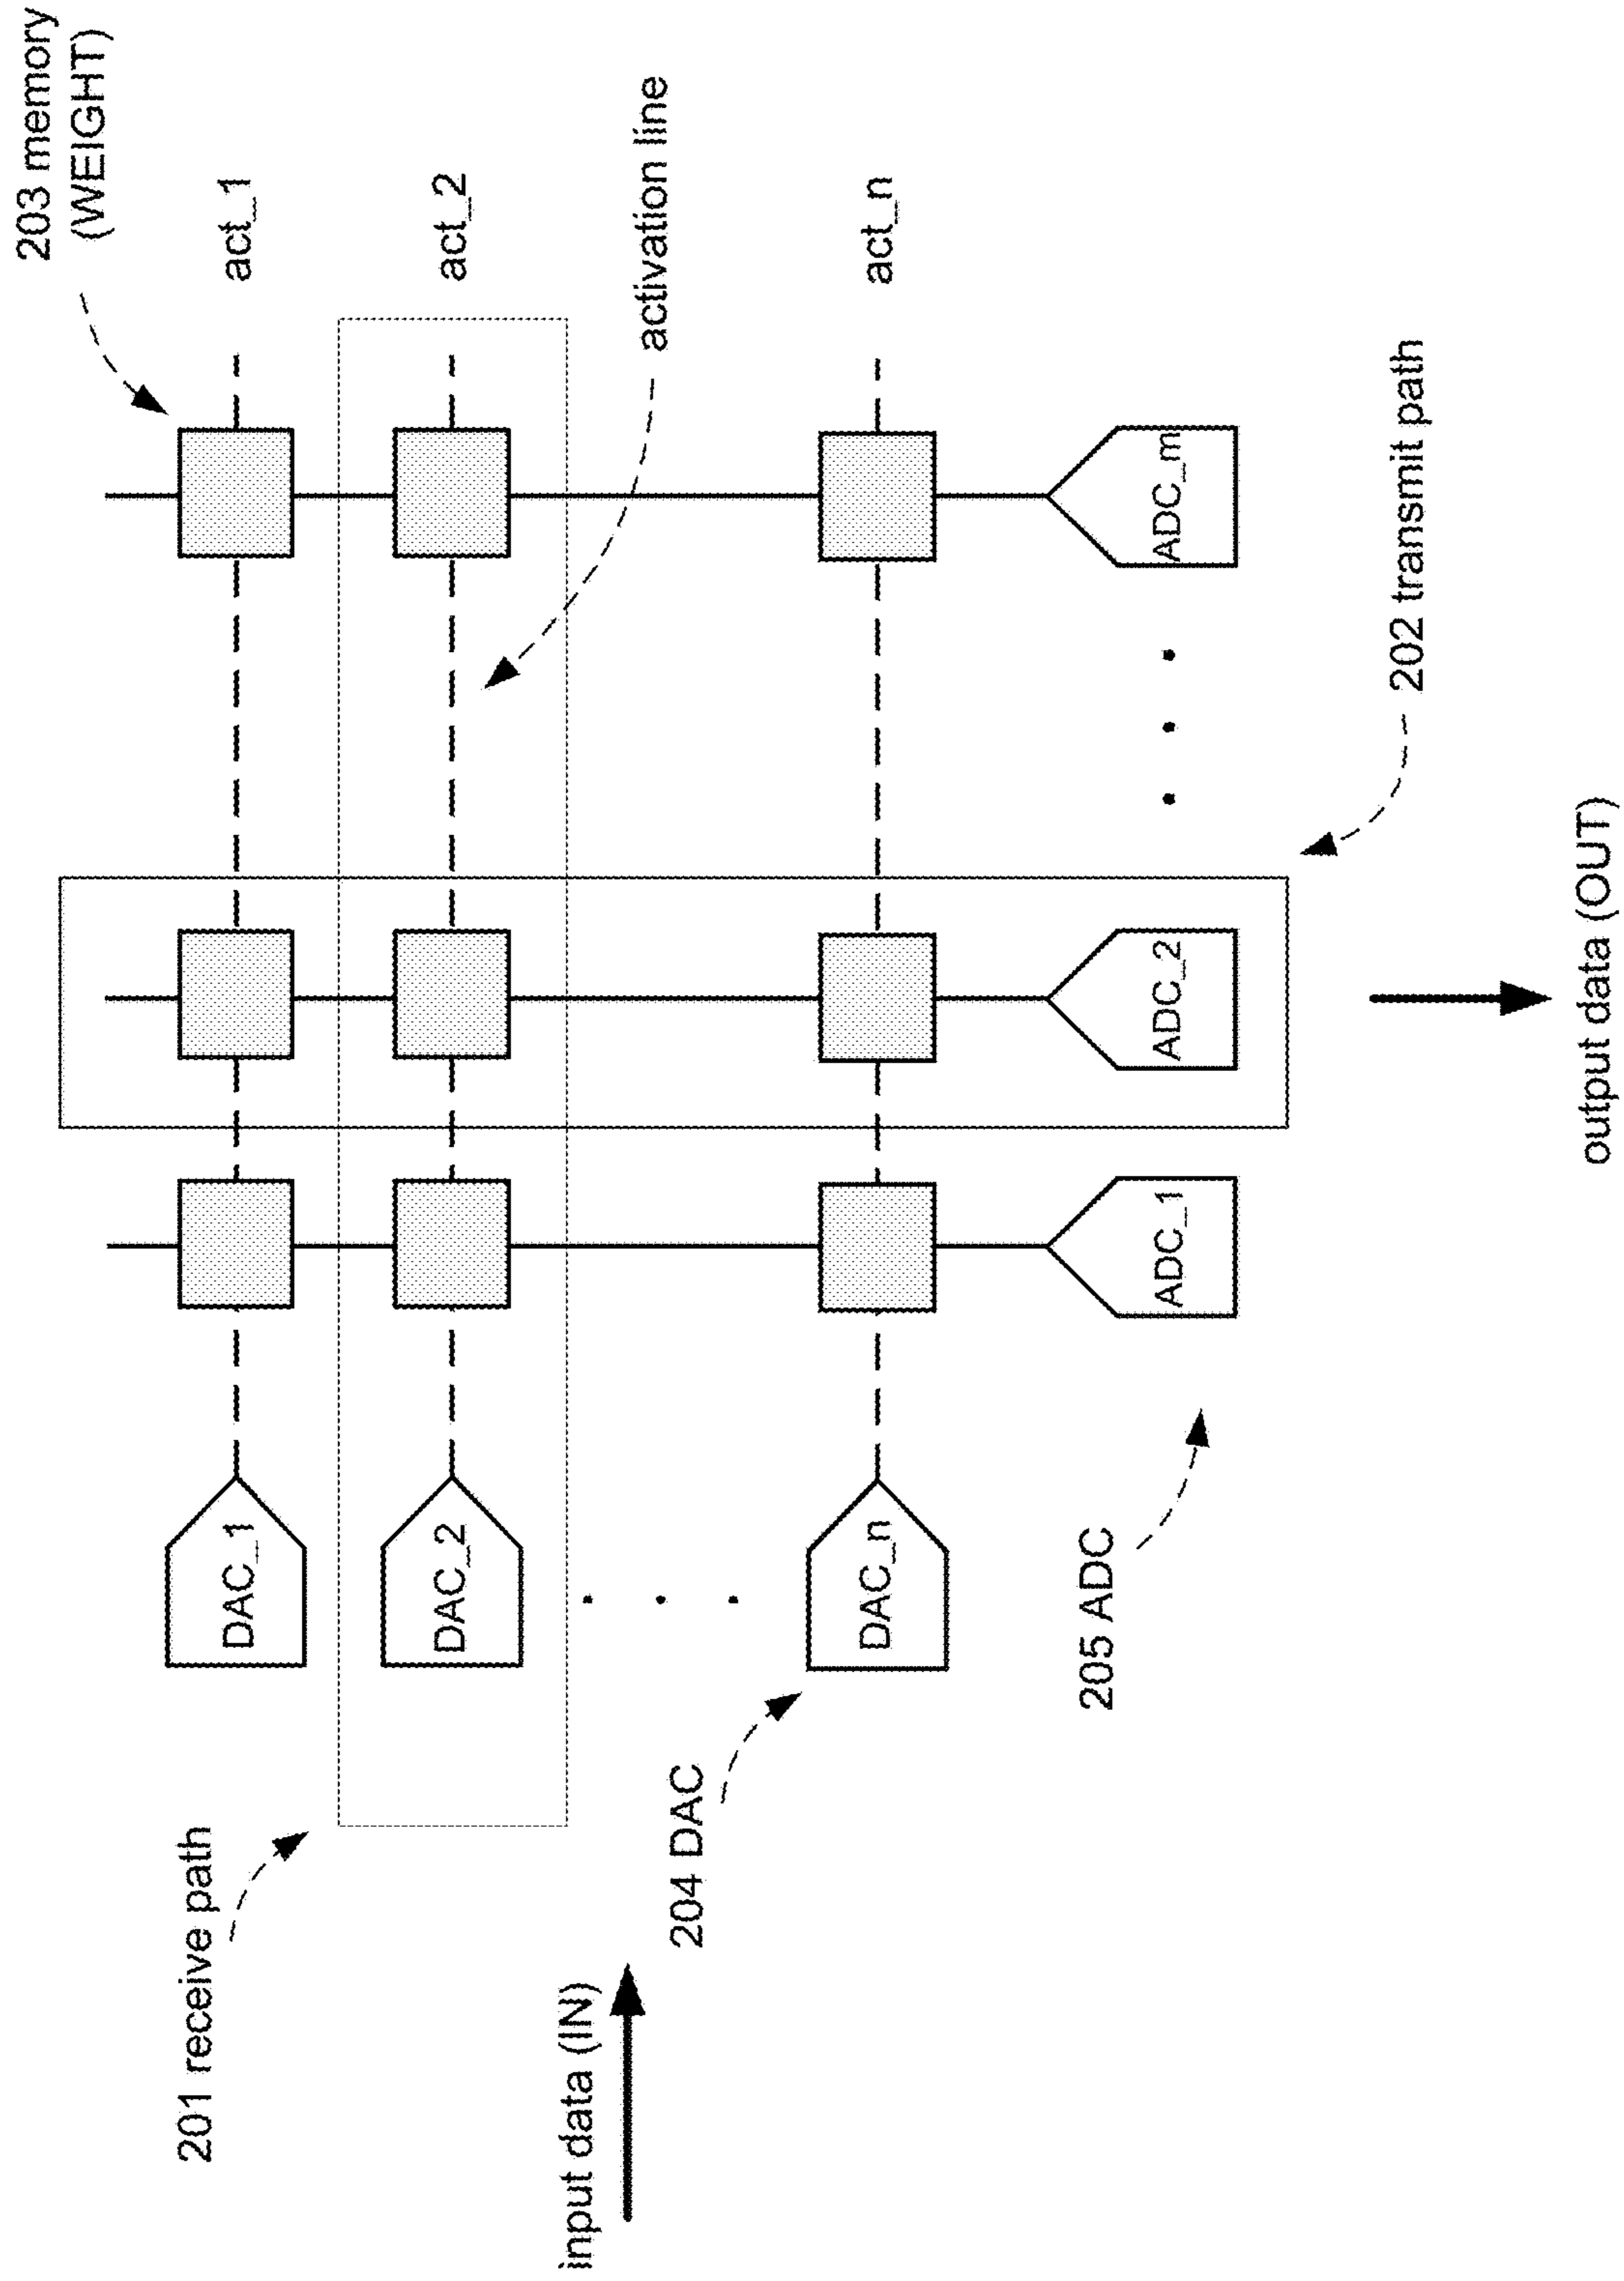 203 memory
(WEIGHT)
201 receive path
DAC_1
act_1
DAC_2
act_2
activation line
input data (IN)
204 DAC
DAC_n
act_n
205 ADC
ADC_1
ADC_2
ADC_m
202 transmit path
output data (OUT)